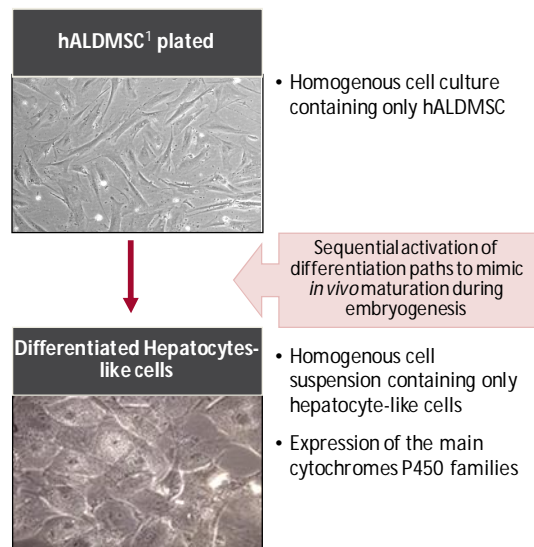 hALDMSC¹ plated
• Homogenous cell culture
containing only hALDMSC
Sequential activation of
differentiation paths to mimic
in vivo maturation during
embryogenesis
Differentiated Hepatocytes-
like cells
• Homogenous cell
suspension containing only
hepatocyte-like cells
• Expression of the main
cytochromes P450 families